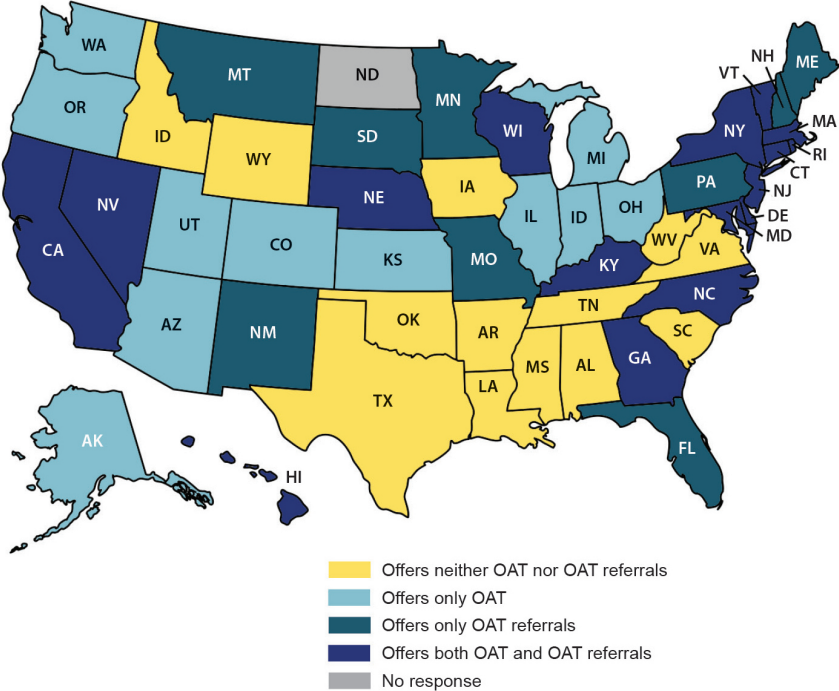 WA
OR
CA
NV
ID
MT
WY
UT
AZ
CO
NM
ND
SD
NE
KS
OK
TX
MN
IA
MO
AR
LA
WI
IL
MI
ID
OH
KY
TN
MS
AL
GA
FL
SC
NC
VA
WV
PA
NY
VT
NH
ME
MA
RI
CT
NJ
DE
MD
AK
HI
Offers neither OAT nor OAT referrals
Offers only OAT
Offers only OAT referrals
Offers both OAT and OAT referrals
No response